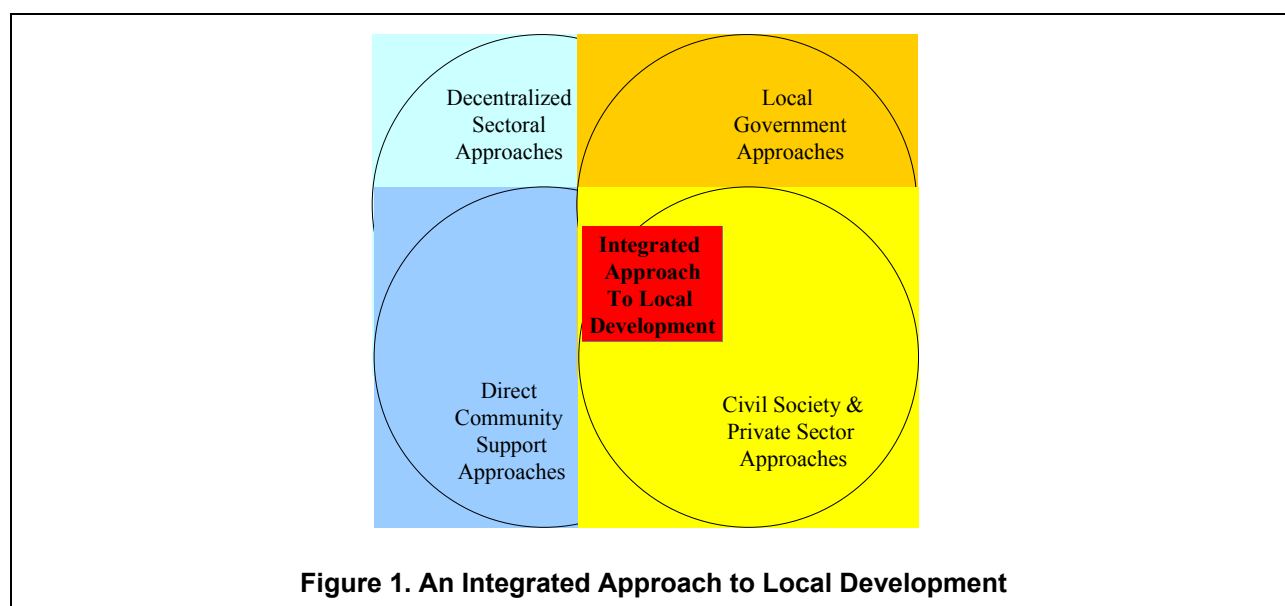 Decentralized
Sectoral
Approaches
Local
Government
Approaches
Integrated
Approach
To Local
Development
Direct
Community
Support
Approaches
Civil Society &
Private Sector
Approaches
Figure 1. An Integrated Approach to Local Development